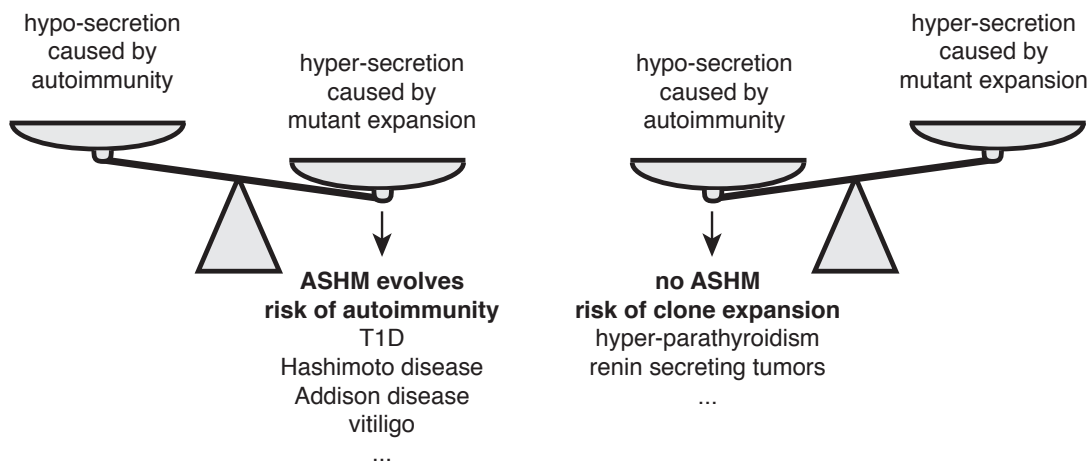 hypo-secretion
caused by
autoimmunity
hyper-secretion
caused by
mutant expansion
hypo-secretion
caused by
autoimmunity
hyper-secretion
caused by
mutant expansion
ASHM evolves
risk of autoimmunity
T1D
Hashimoto disease
Addison disease
vitiligo
...
no ASHM
risk of clone expansion
hyper-parathyroidism
renin secreting tumors
...